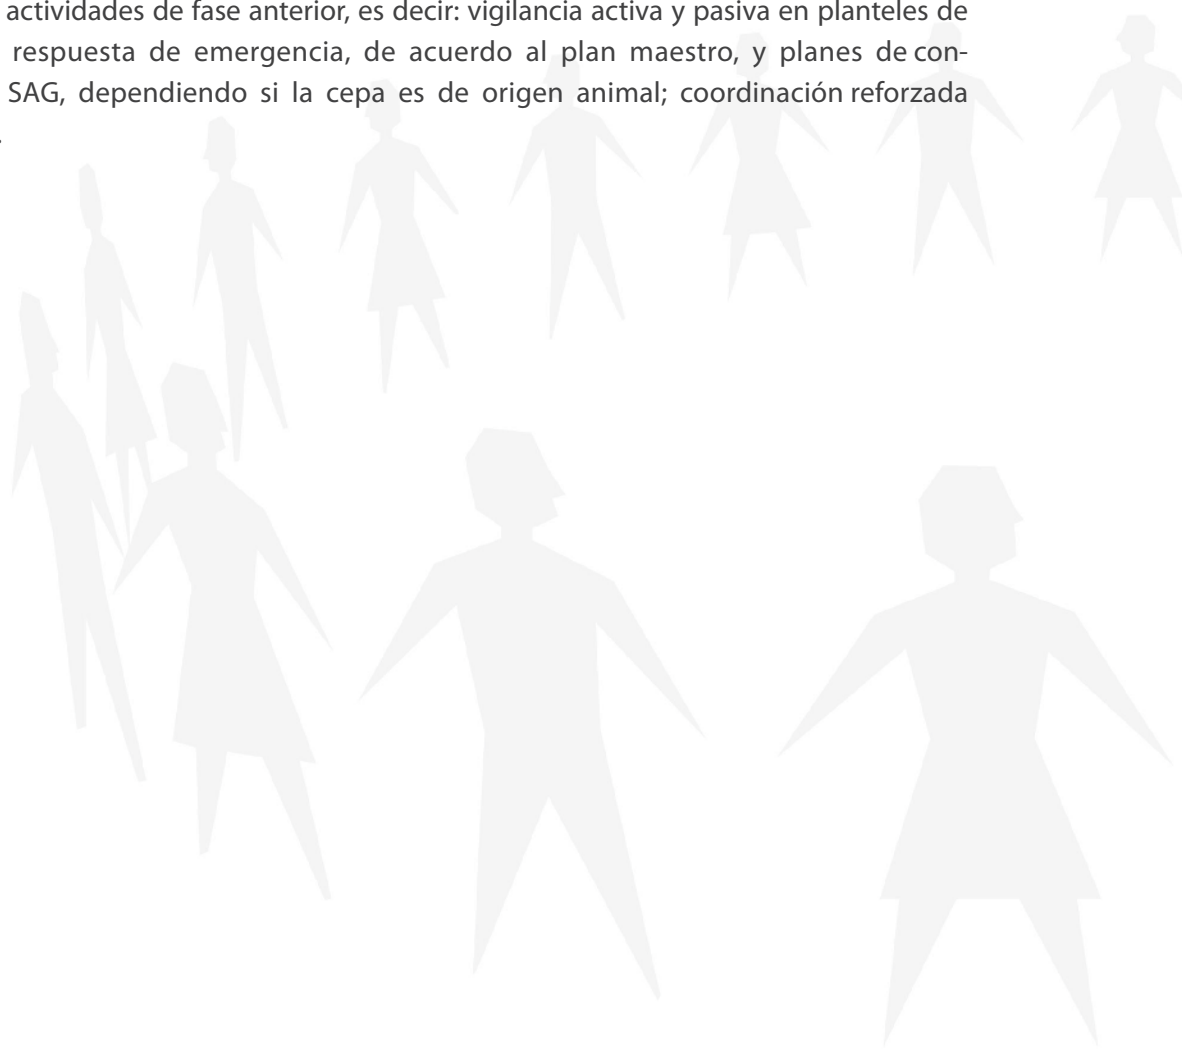 actividades de fase anterior, es decir: vigilancia activa y pasiva en planteles de
respuesta de emergencia, de acuerdo al plan maestro, y planes de con-
SAG, dependiendo si la cepa es de origen animal; coordinación reforzada
.